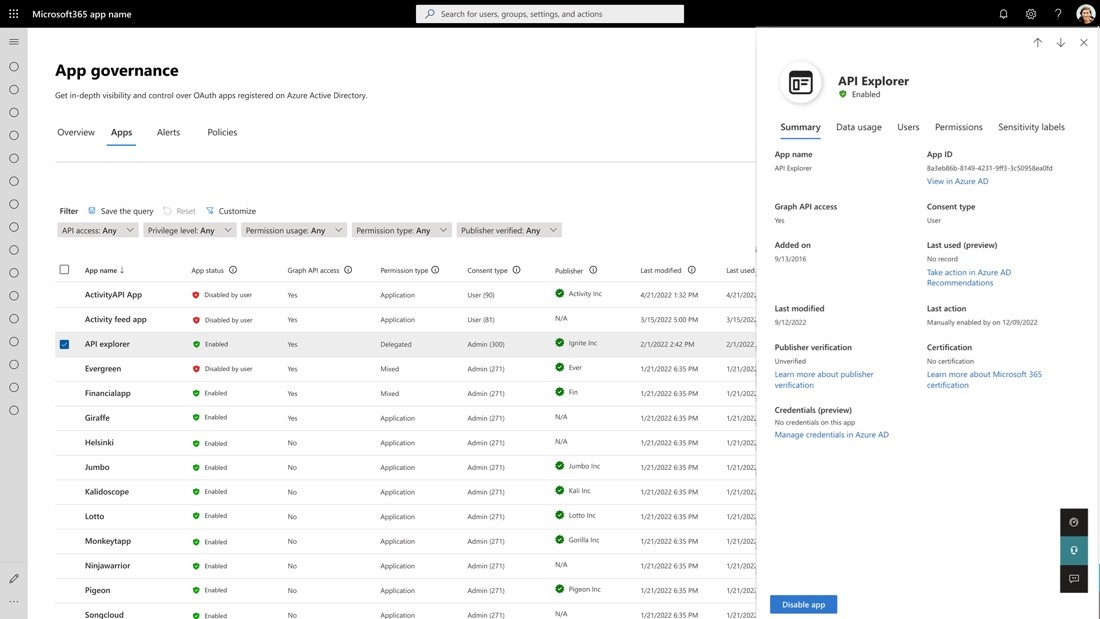 Microsoft365 app name
Search for users, groups, settings, and actions
App governance
Get in-depth visibility and control over OAuth apps registered on Azure Active Directory.
Overview Apps Alerts Policies
Filter Save the query Reset Customize
API access: Any Privilege level: Any Permission usage: Any Permission type: Any Publisher verified: Any
App name ↓ App status Graph API access Permission type Consent type Publisher Last modified Last used
ActivityAPI App Disabled by user Yes Application User (90) Activity Inc 4/21/2022 1:32 PM 4/21/2022
Activity feed app Disabled by user Yes Application User (81) N/A 3/15/2022 5:00 PM 3/15/2022
API explorer Enabled Yes Delegated Admin (300) Ignite Inc 2/1/2022 2:42 PM 2/1/2022
Evergreen Disabled by user Yes Mixed Admin (271) Ever 1/21/2022 6:35 PM 1/21/2022
Financialapp Enabled Yes Mixed Admin (271) Fin 1/21/2022 6:35 PM 1/21/2022
Giraffe Enabled Yes Application Admin (271) N/A 1/21/2022 6:35 PM 1/21/2022
Helsinki Enabled No Application Admin (271) N/A 1/21/2022 6:35 PM 1/21/2022
Jumbo Enabled No Application Admin (271) Jumbo Inc 1/21/2022 6:35 PM 1/21/2022
Kalidoscope Enabled No Application Admin (271) Kali Inc 1/21/2022 6:35 PM 1/21/2022
Lotto Enabled No Application Admin (271) Lotto Inc 1/21/2022 6:35 PM 1/21/2022
Monkeytapp Enabled No Application Admin (271) Gorilla Inc 1/21/2022 6:35 PM 1/21/2022
Ninjawarrior Enabled No Application Admin (271) N/A 1/21/2022 6:35 PM 1/21/2022
Pigeon Enabled No Application Admin (271) Pigeon Inc 1/21/2022 6:35 PM 1/21/2022
Songcloud Enabled No Application Admin (271) N/A 1/21/2022 6:35 PM 1/21/2022
API Explorer
Enabled
Summary Data usage Users Permissions Sensitivity labels
App name
API Explorer
App ID
8a3eb86b-8149-4231-9ff3-3c50958ea0fd
View in Azure AD
Graph API access
Yes
Consent type
User
Added on
9/13/2016
Last used (preview)
No record
Take action in Azure AD
Recommendations
Last modified
9/12/2022
Last action
Manually enabled by on 12/09/2022
Publisher verification
Unverified
Learn more about publisher
verification
Certification
No certification
Learn more about Microsoft 365
certification
Credentials (preview)
No credentials on this app
Manage credentials in Azure AD
Disable app